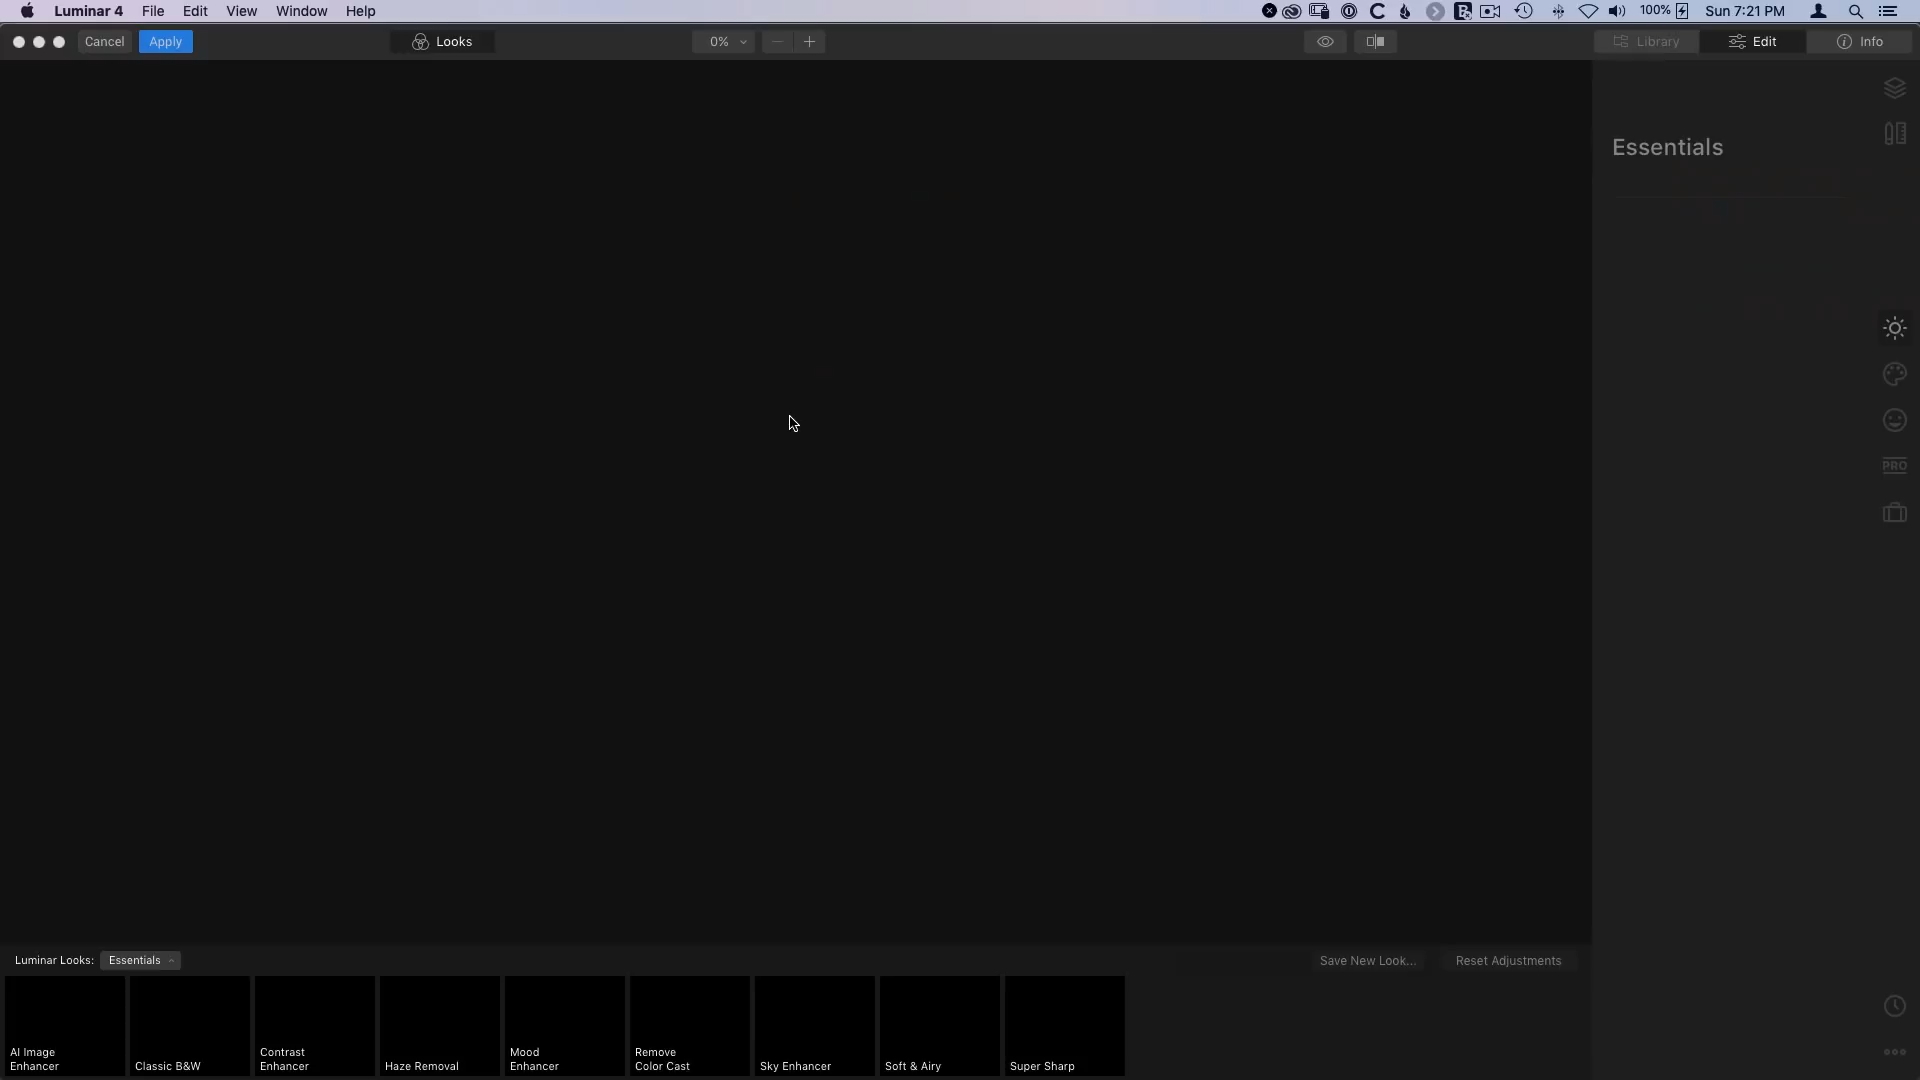 Luminar 4 File Edit View Window Help 100% Sun 7:21 PM
Cancel Apply Looks 0% Library Edit Info
Essentials
PRO
Luminar Looks: Essentials Save New Look... Reset Adjustments
AI Image
Enhancer
Classic B&W
Contrast
Enhancer
Haze Removal
Mood
Enhancer
Remove
Color Cast
Sky Enhancer
Soft & Airy
Super Sharp